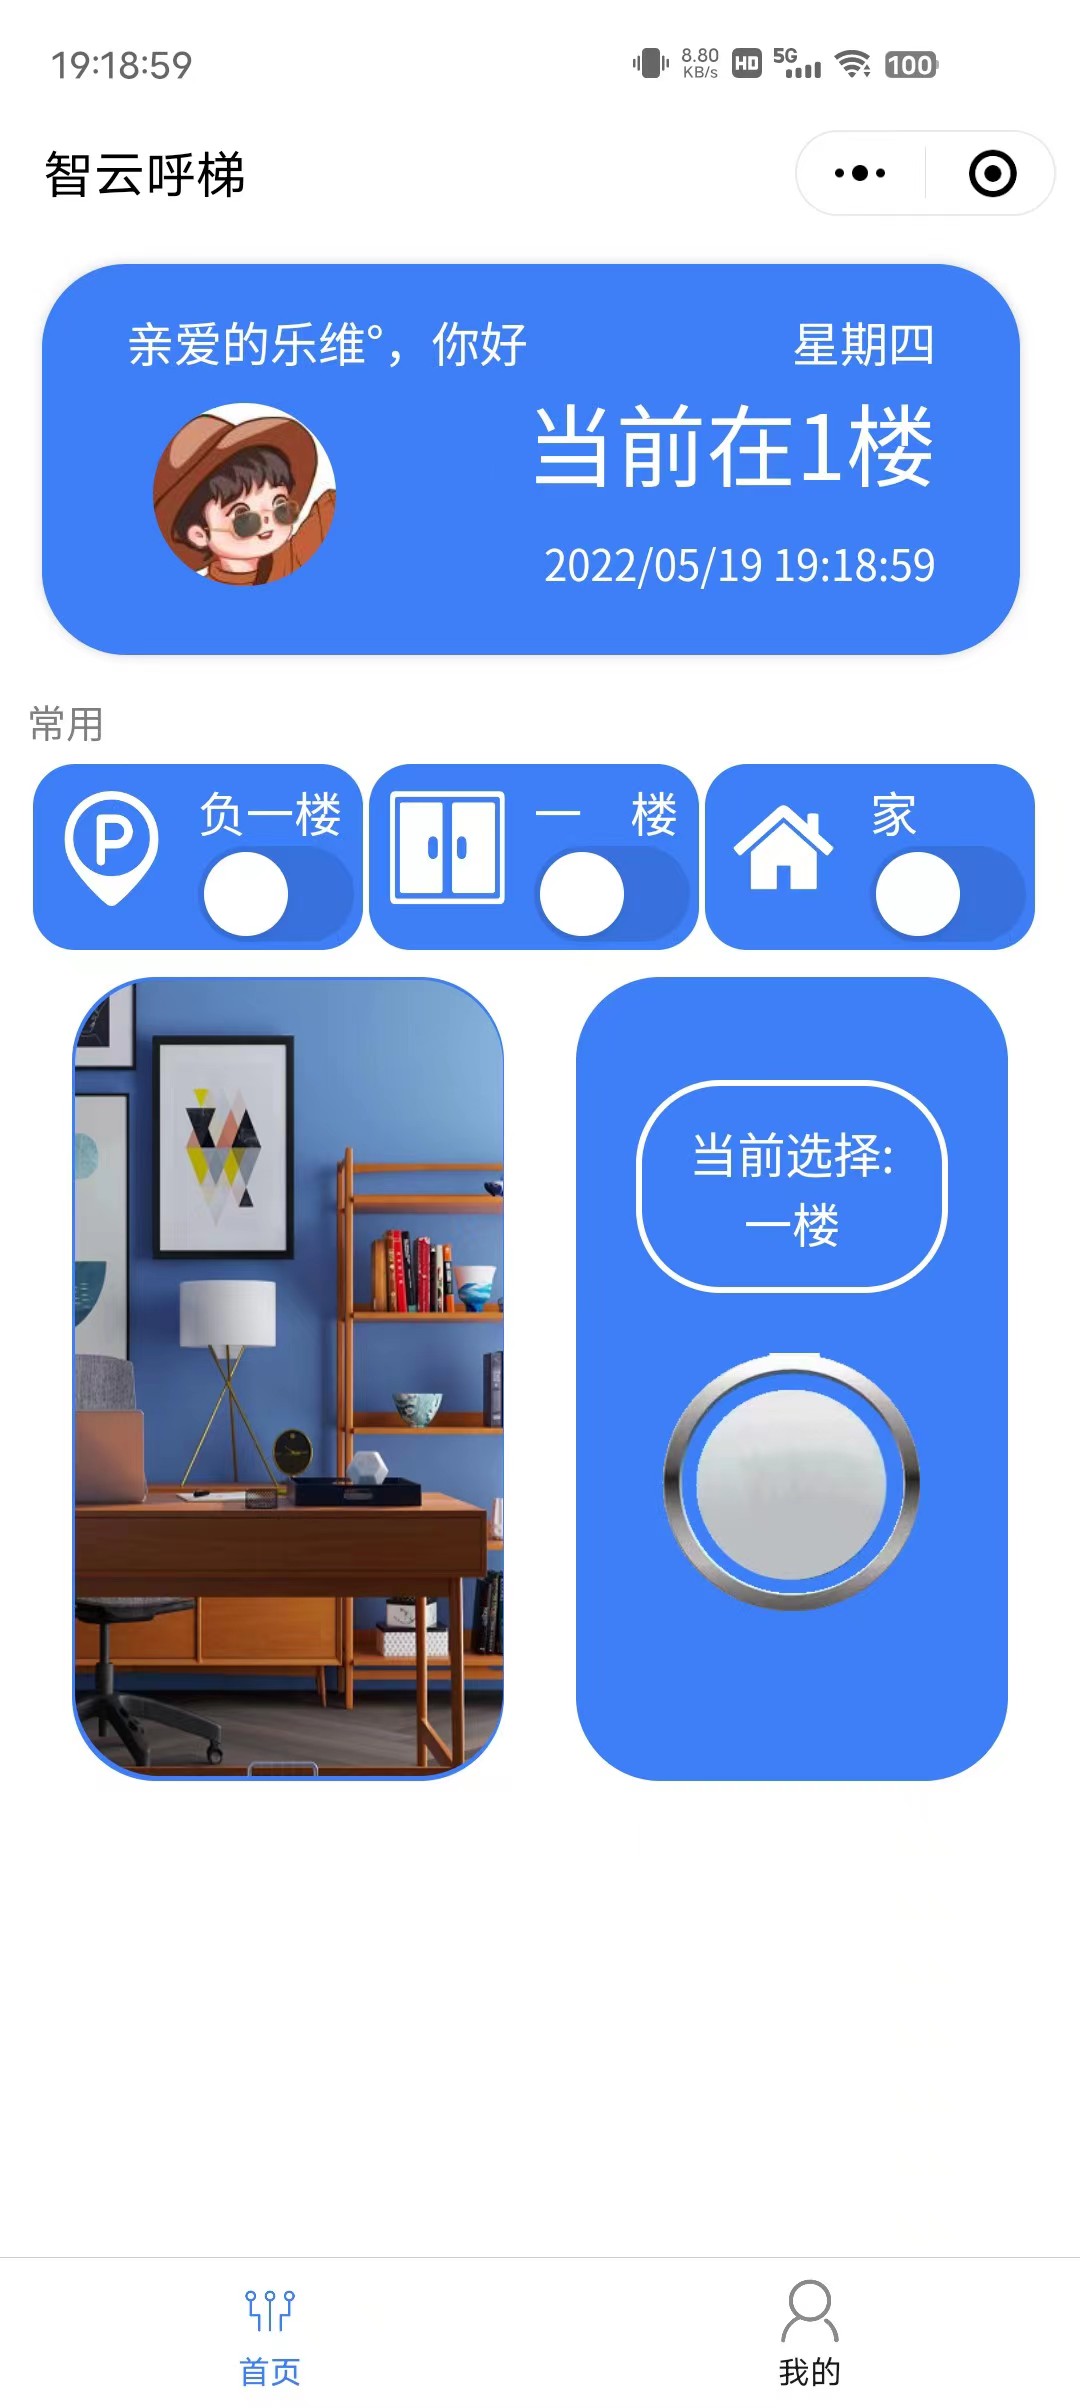 19:18:59
8.80 KB/s HD 5G 100
智云呼梯
亲爱的乐维°，你好
星期四
当前在1楼
2022/05/19 19:18:59
常用
P 负一楼
一 楼
家
当前选择:
一楼
首页
我的